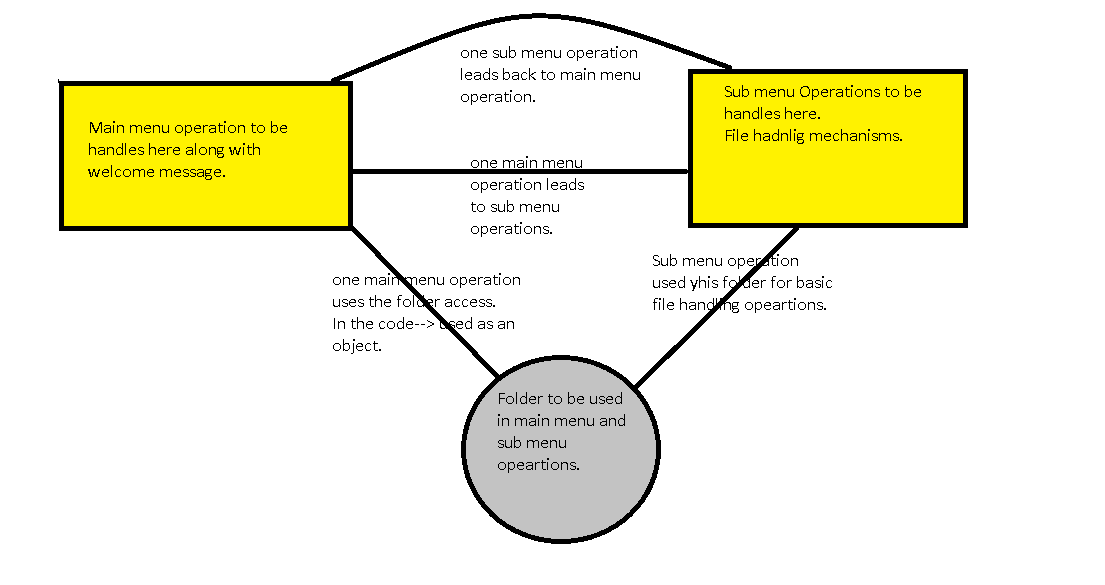 one sub menu operation
leads back to main menu
operation.
Main menu operation to be
handles here along with
welcome message.
Sub menu Operations to be
handles here.
File hadnlig mechanisms.
one main menu
operation leads
to sub menu
operations.
one main menu operation
uses the folder access.
In the code--> used as an
object.
Sub menu operation
used yhis folder for basic
file handling opeartions.
Folder to be used
in main menu and
sub menu
opeartions.